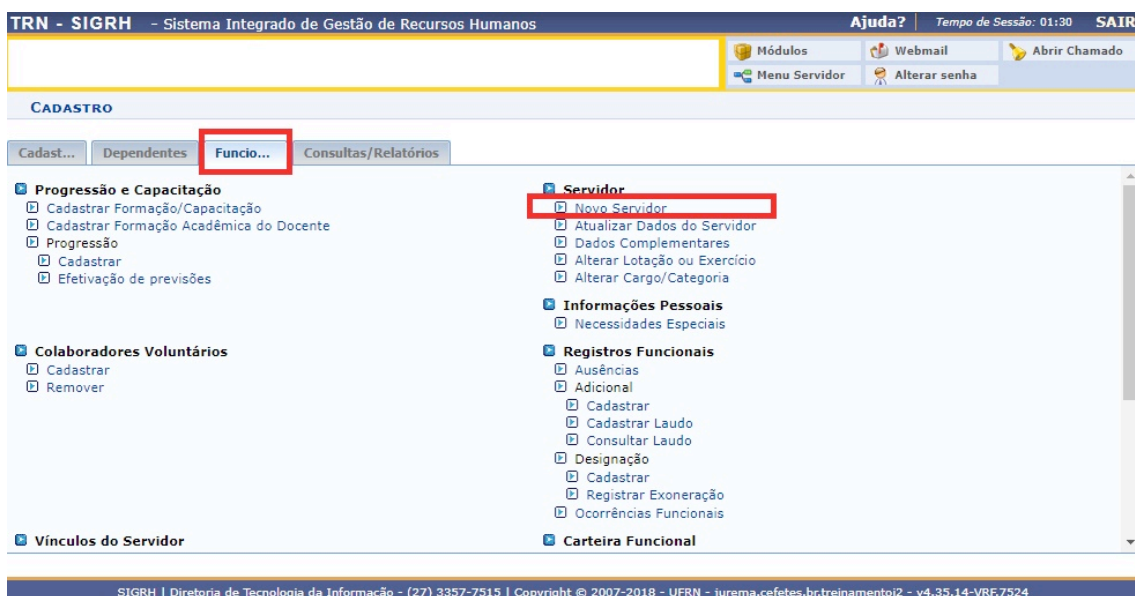 TRN - SIGRH - Sistema Integrado de Gestão de Recursos Humanos Ajuda? Tempo de Sessão: 01:30 SAIR
Módulos Webmail Abrir Chamado
Menu Servidor Alterar senha
CADASTRO
Cadast... Dependentes Funcio... Consultas/Relatórios
Progressão e Capacitação
Cadastrar Formação/Capacitação
Cadastrar Formação Acadêmica do Docente
Progressão
Cadastrar
Efetivação de previsões
Servidor
Novo Servidor
Atualizar Dados do Servidor
Dados Complementares
Alterar Lotação ou Exercício
Alterar Cargo/Categoria
Informações Pessoais
Necessidades Especiais
Colaboradores Voluntários
Cadastrar
Remover
Registros Funcionais
Ausências
Adicional
Cadastrar
Cadastrar Laudo
Consultar Laudo
Designação
Cadastrar
Registrar Exoneração
Ocorrências Funcionais
Vínculos do Servidor
Carteira Funcional
SIGRH | Diretoria de Tecnologia da Informação - (27) 3357-7515 | Copyright © 2007-2018 - UFRN - jurema.cefetes.br.treinamentoi2 - v4.35.14-VRF.7524